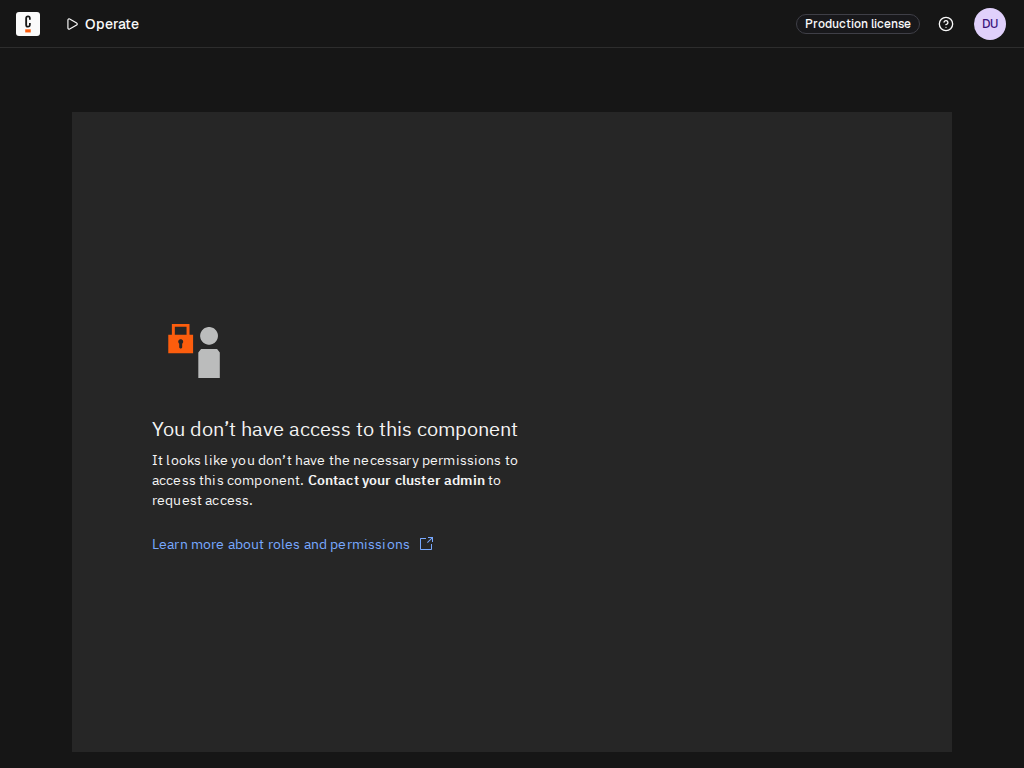 Operate
Production license
DU
You don’t have access to this component
It looks like you don’t have the necessary permissions to
access this component. Contact your cluster admin to
request access.
Learn more about roles and permissions